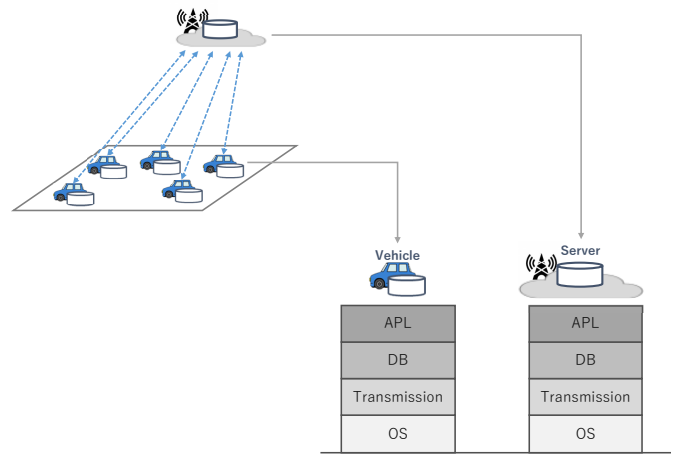 Vehicle
Server
APL
DB
Transmission
OS
APL
DB
Transmission
OS